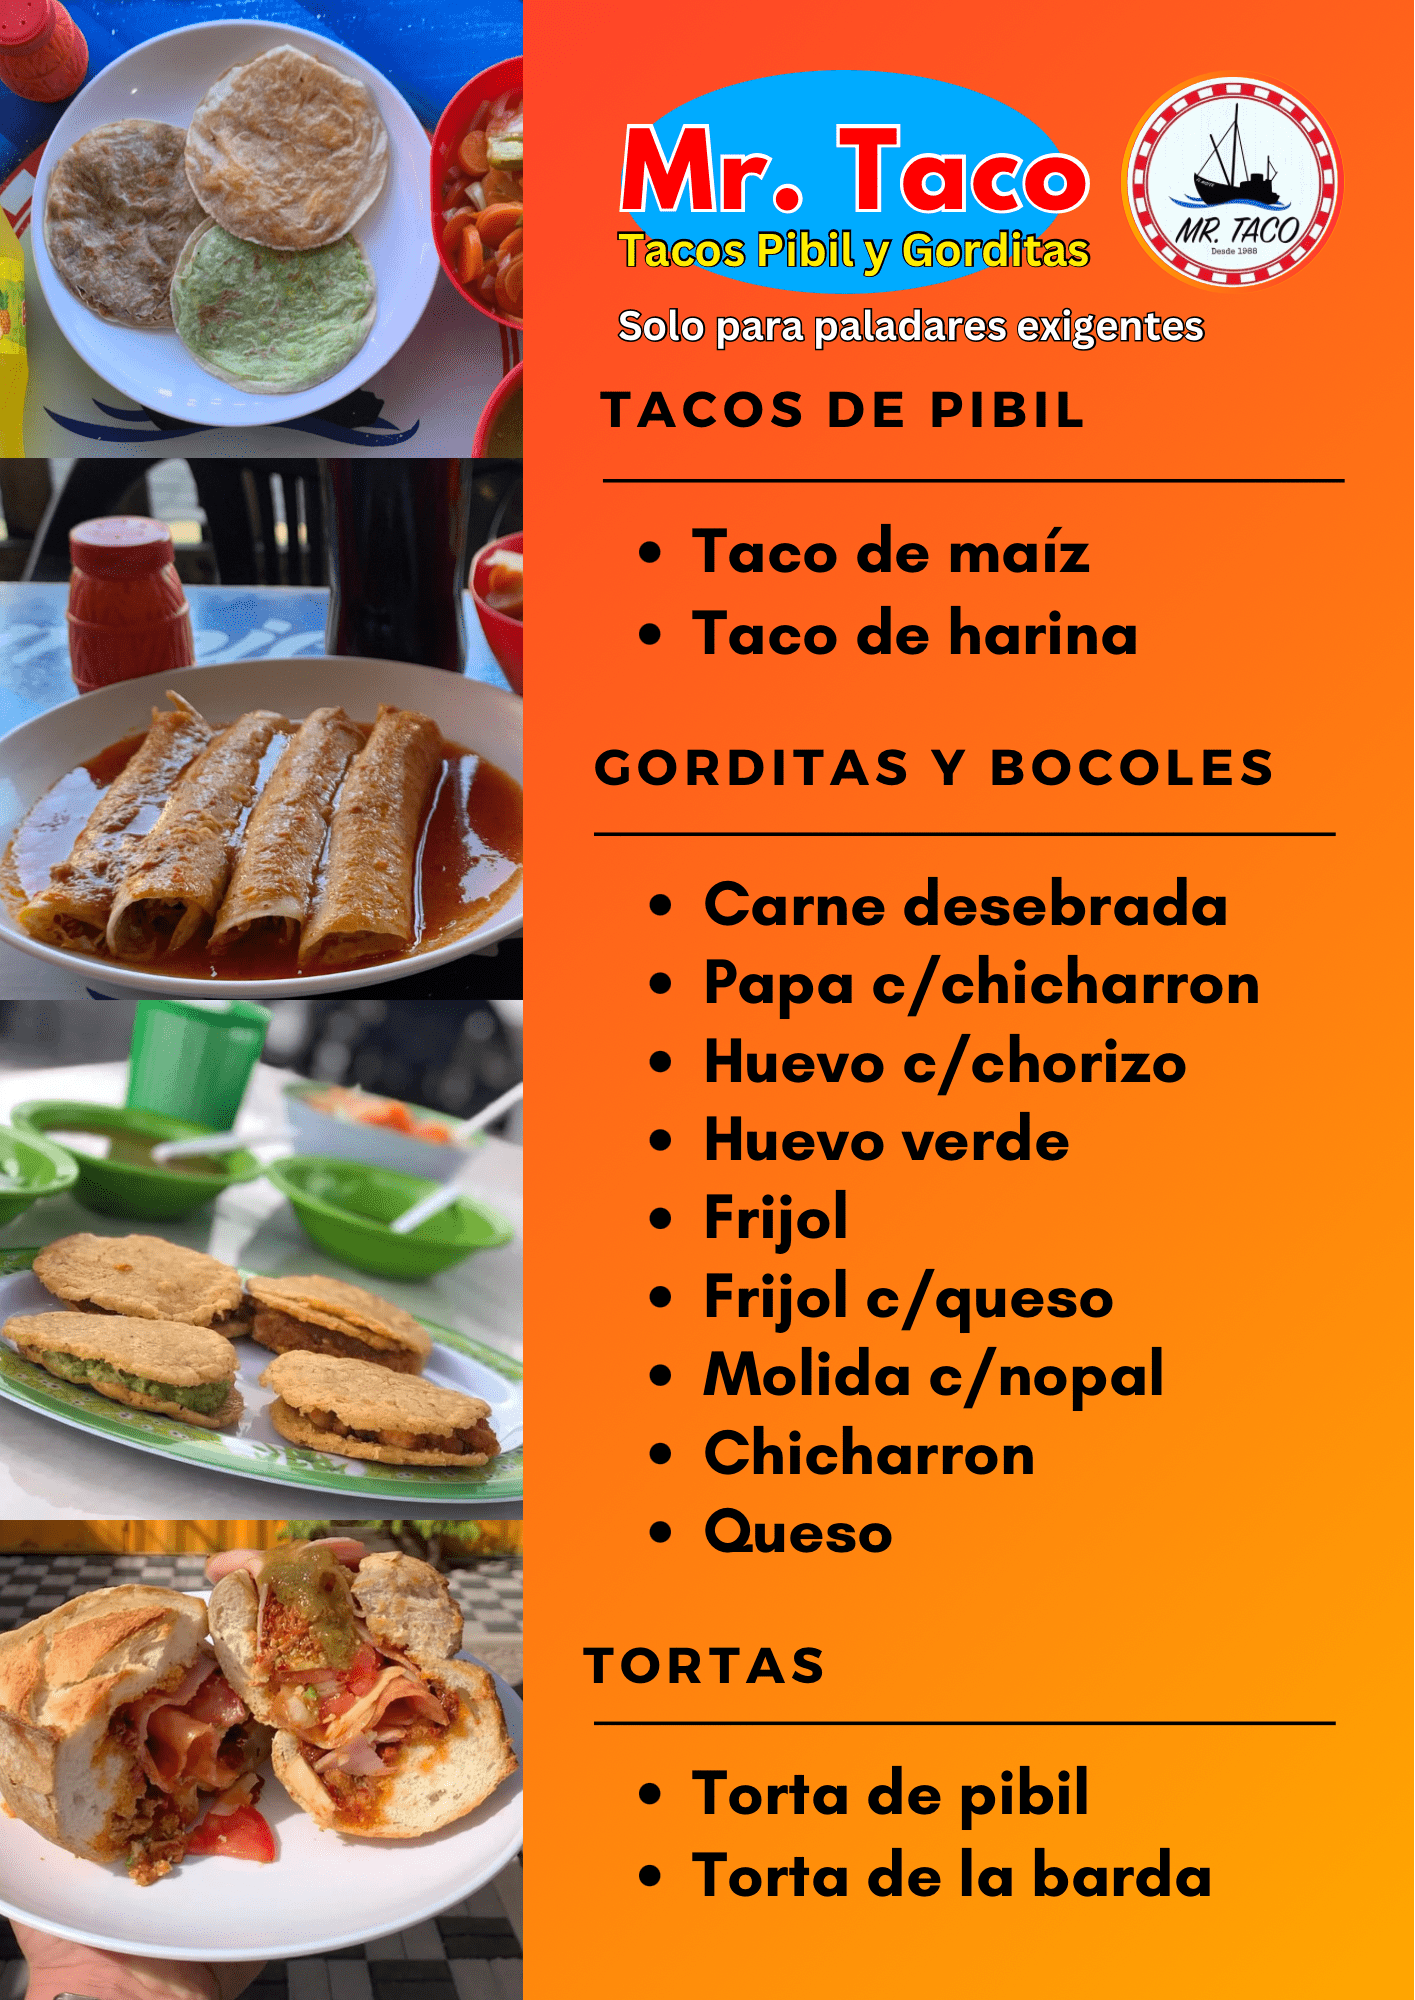 Mr. Taco
Tacos Pibil y Gorditas
Solo para paladares exigentes
MR. TACO
Desde 1988
TACOS DE PIBIL
Taco de maíz
Taco de harina
GORDITAS Y BOCOLES
Carne desebrada
Papa c/chicharron
Huevo c/chorizo
Huevo verde
Frijol
Frijol c/queso
Molida c/nopal
Chicharron
Queso
TORTAS
Torta de pibil
Torta de la barda